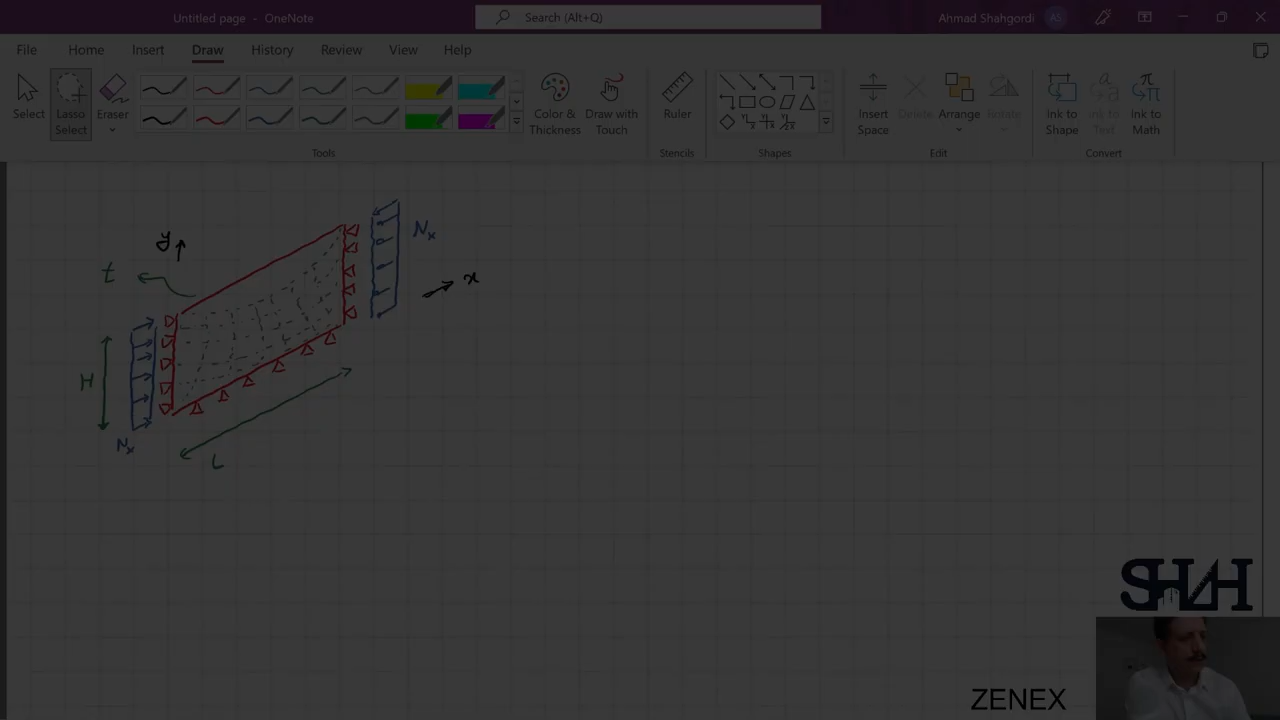 Untitled page - OneNote
Search (Alt+Q)
Ahmad Shahgordi
AS
File Home Insert Draw History Review View Help
Select
Lasso Select
Eraser
Color & Thickness
Draw with Touch
Ruler
Insert Space
Delete
Arrange
Rotate
Ink to Shape
Ink to Text
Ink to Math
Tools Stencils Shapes Edit Convert
y
Nx
t
x
H
Nx
L
SHAH
ZENEX